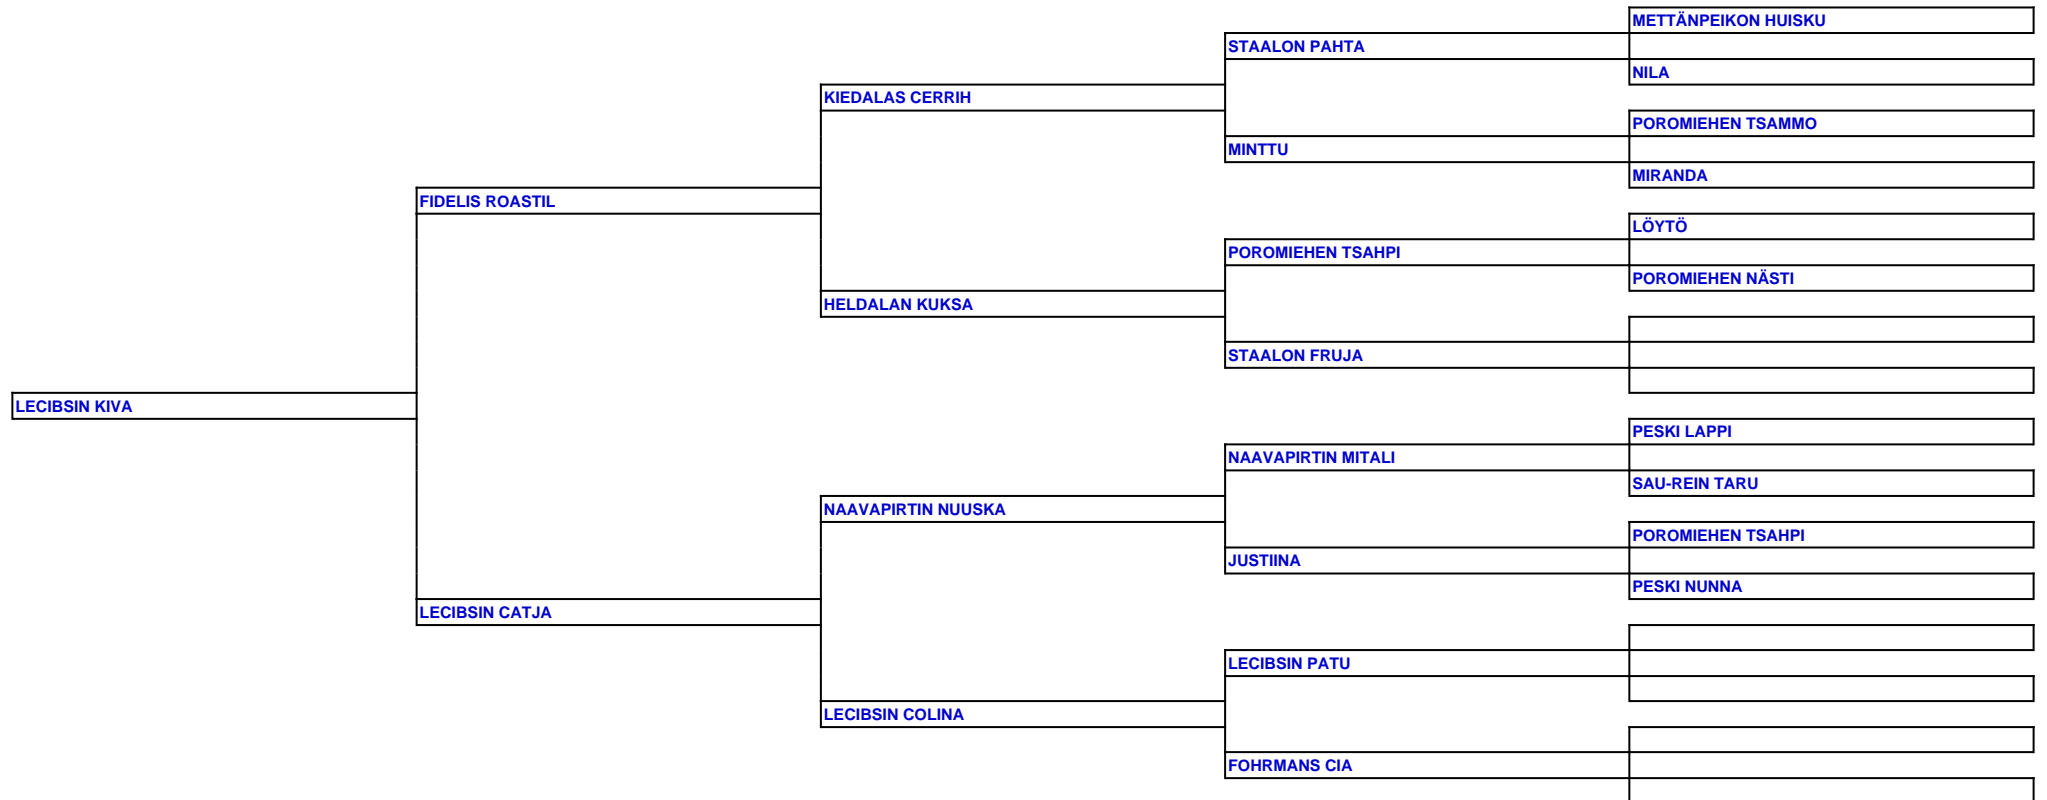 METTÄNPEIKON HUISKU
STAALON PAHTA
NILA
KIEDALAS CERRIH
POROMIEHEN TSAMMO
MINTTU
MIRANDA
FIDELIS ROASTIL
LÖYTÖ
POROMIEHEN TSAHPI
POROMIEHEN NÄSTI
HELDALAN KUKSA
STAALON FRUJA
LECIBSIN KIVA
PESKI LAPPI
NAAVAPIRTIN MITALI
SAU-REIN TARU
NAAVAPIRTIN NUUSKA
POROMIEHEN TSAHPI
JUSTIINA
PESKI NUNNA
LECIBSIN CATJA
LECIBSIN PATU
LECIBSIN COLINA
FOHRMANS CIA